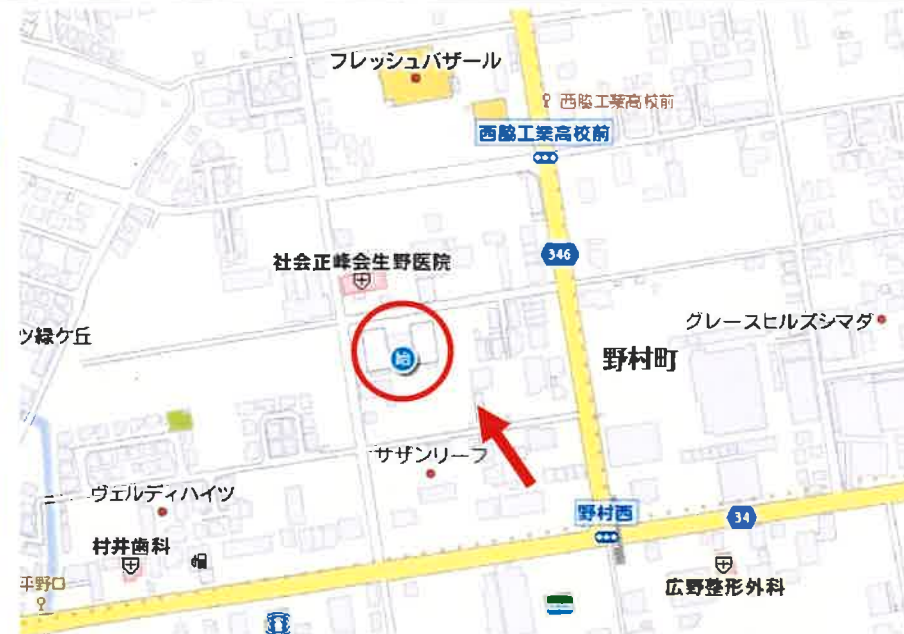 フレッシュバザール
西脇工業高校前
西脇工業高校前
346
社会正峰会生野医院
グレースヒルズシマダ
ツ緑ケ丘
始
野村町
サザンリーフ
ヴェルディハイツ
野村西
34
村井歯科
広野整形外科
平野口